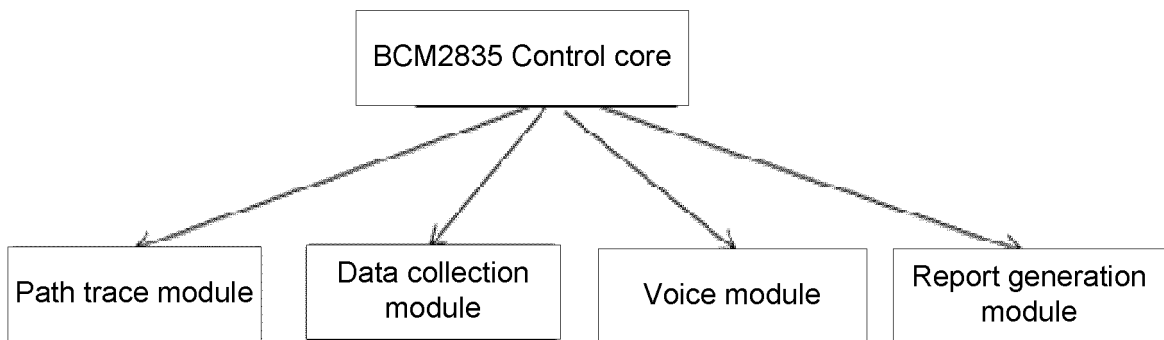 BCM2835 Control core
Path trace module
Data collection
module
Voice module
Report generation
module